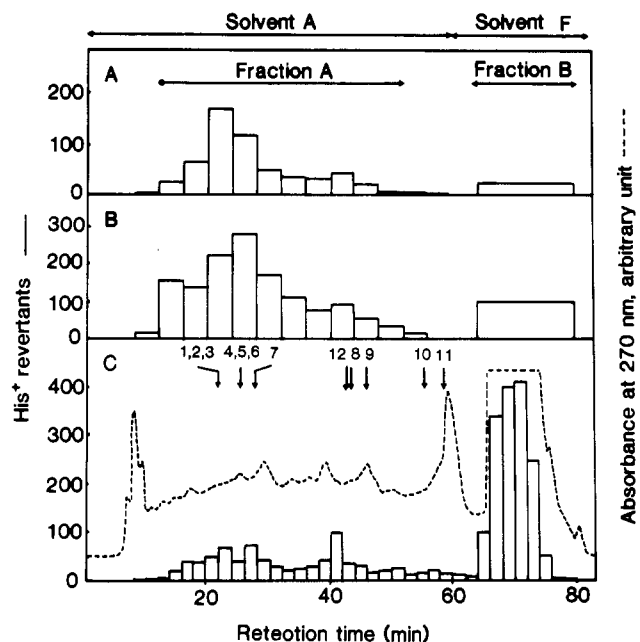 Solvent A Solvent F
A Fraction A Fraction B
200
100
0
B
300
200
100
0
C 1,2,3 4,5,6 7 12 8 9 10 11
400
300
200
100
0
20 40 60 80
Reteotion time (min)
His+ revertants
Absorbance at 270 nm, arbitrary unit